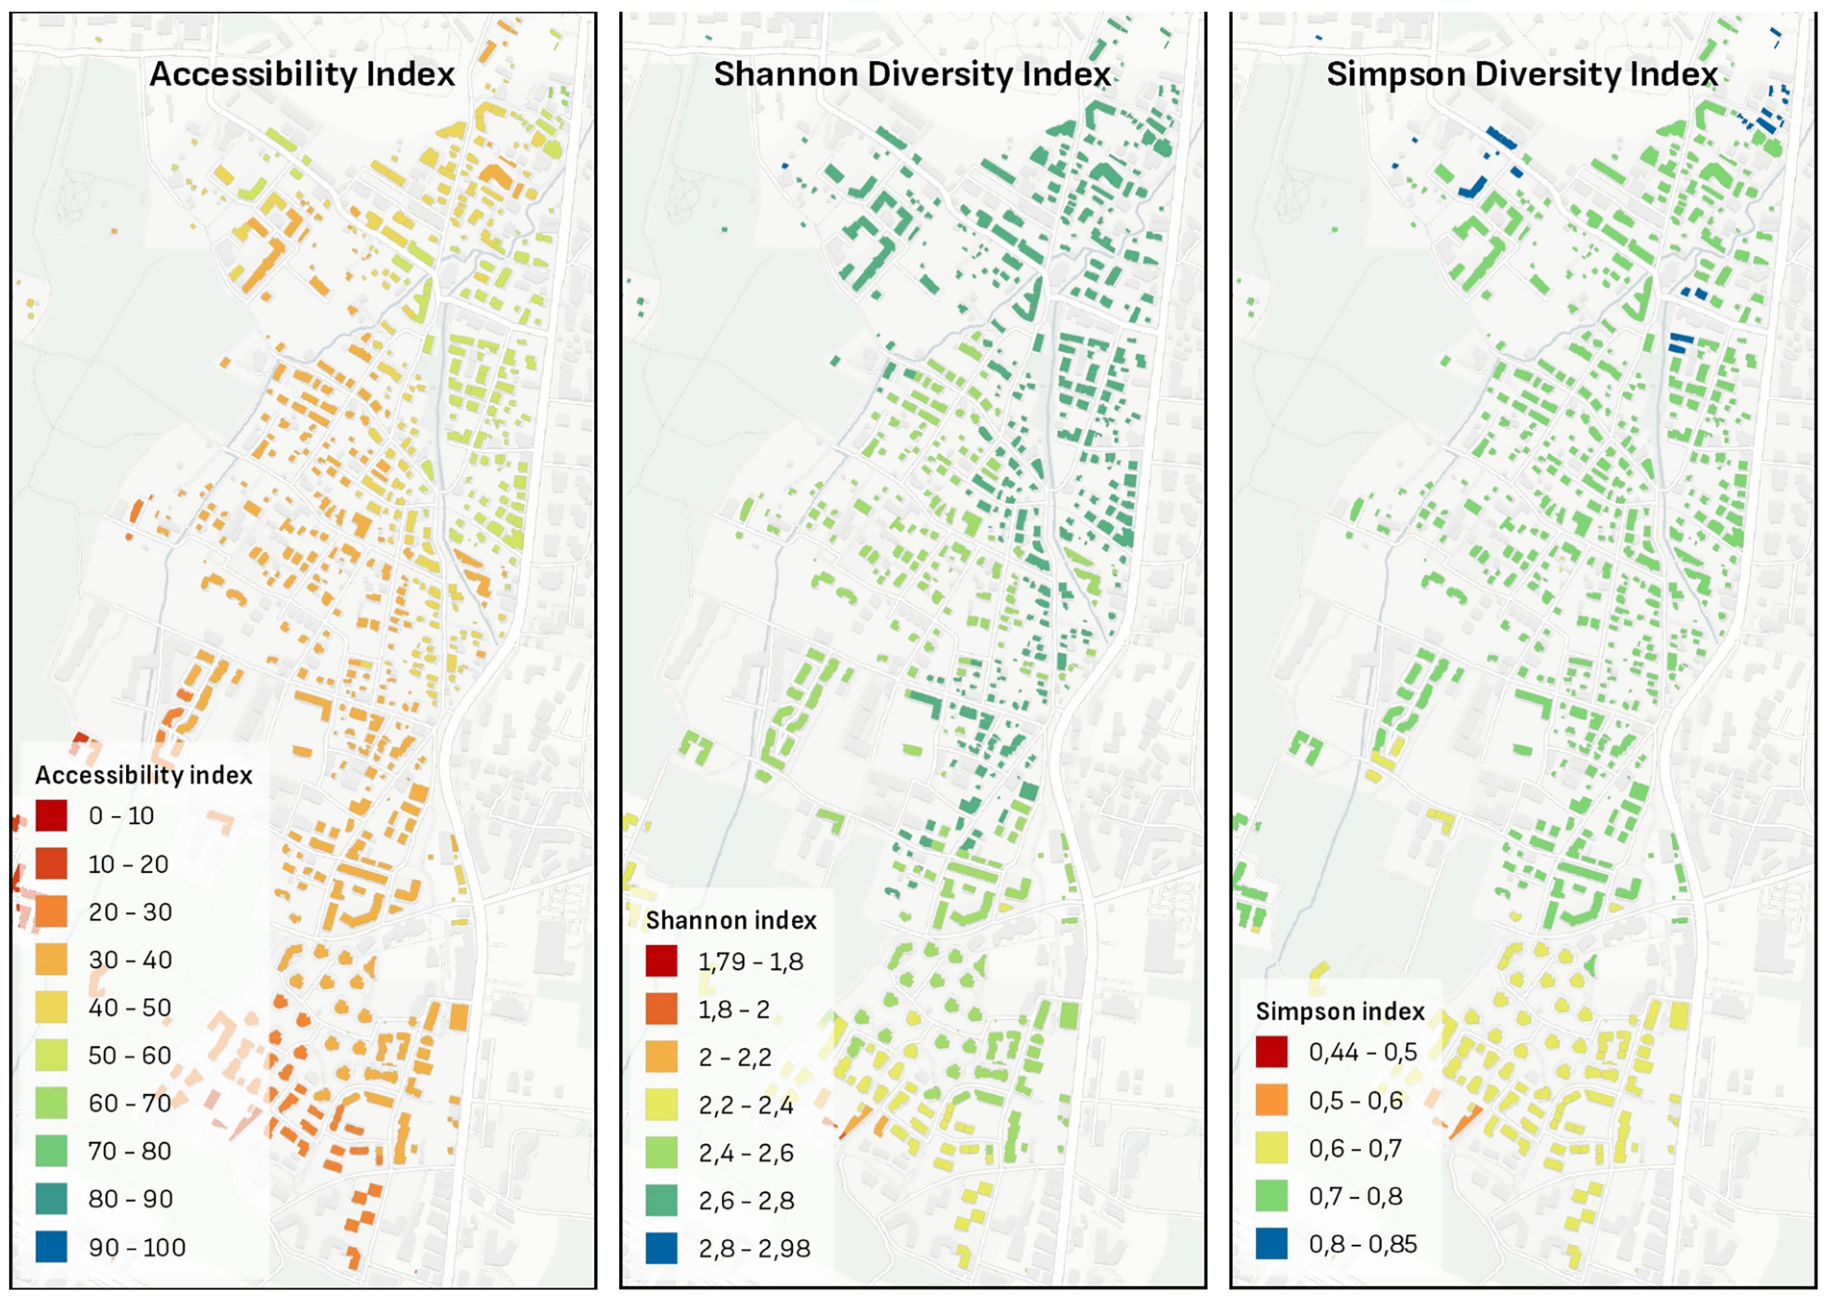 Accessibility Index
Accessibility index
0 – 10
10 – 20
20 – 30
30 – 40
40 – 50
50 – 60
60 – 70
70 – 80
80 – 90
90 – 100
Shannon Diversity Index
Shannon index
1,79 – 1,8
1,8 – 2
2 – 2,2
2,2 – 2,4
2,4 – 2,6
2,6 – 2,8
2,8 – 2,98
Simpson Diversity Index
Simpson index
0,44 – 0,5
0,5 – 0,6
0,6 – 0,7
0,7 – 0,8
0,8 – 0,85